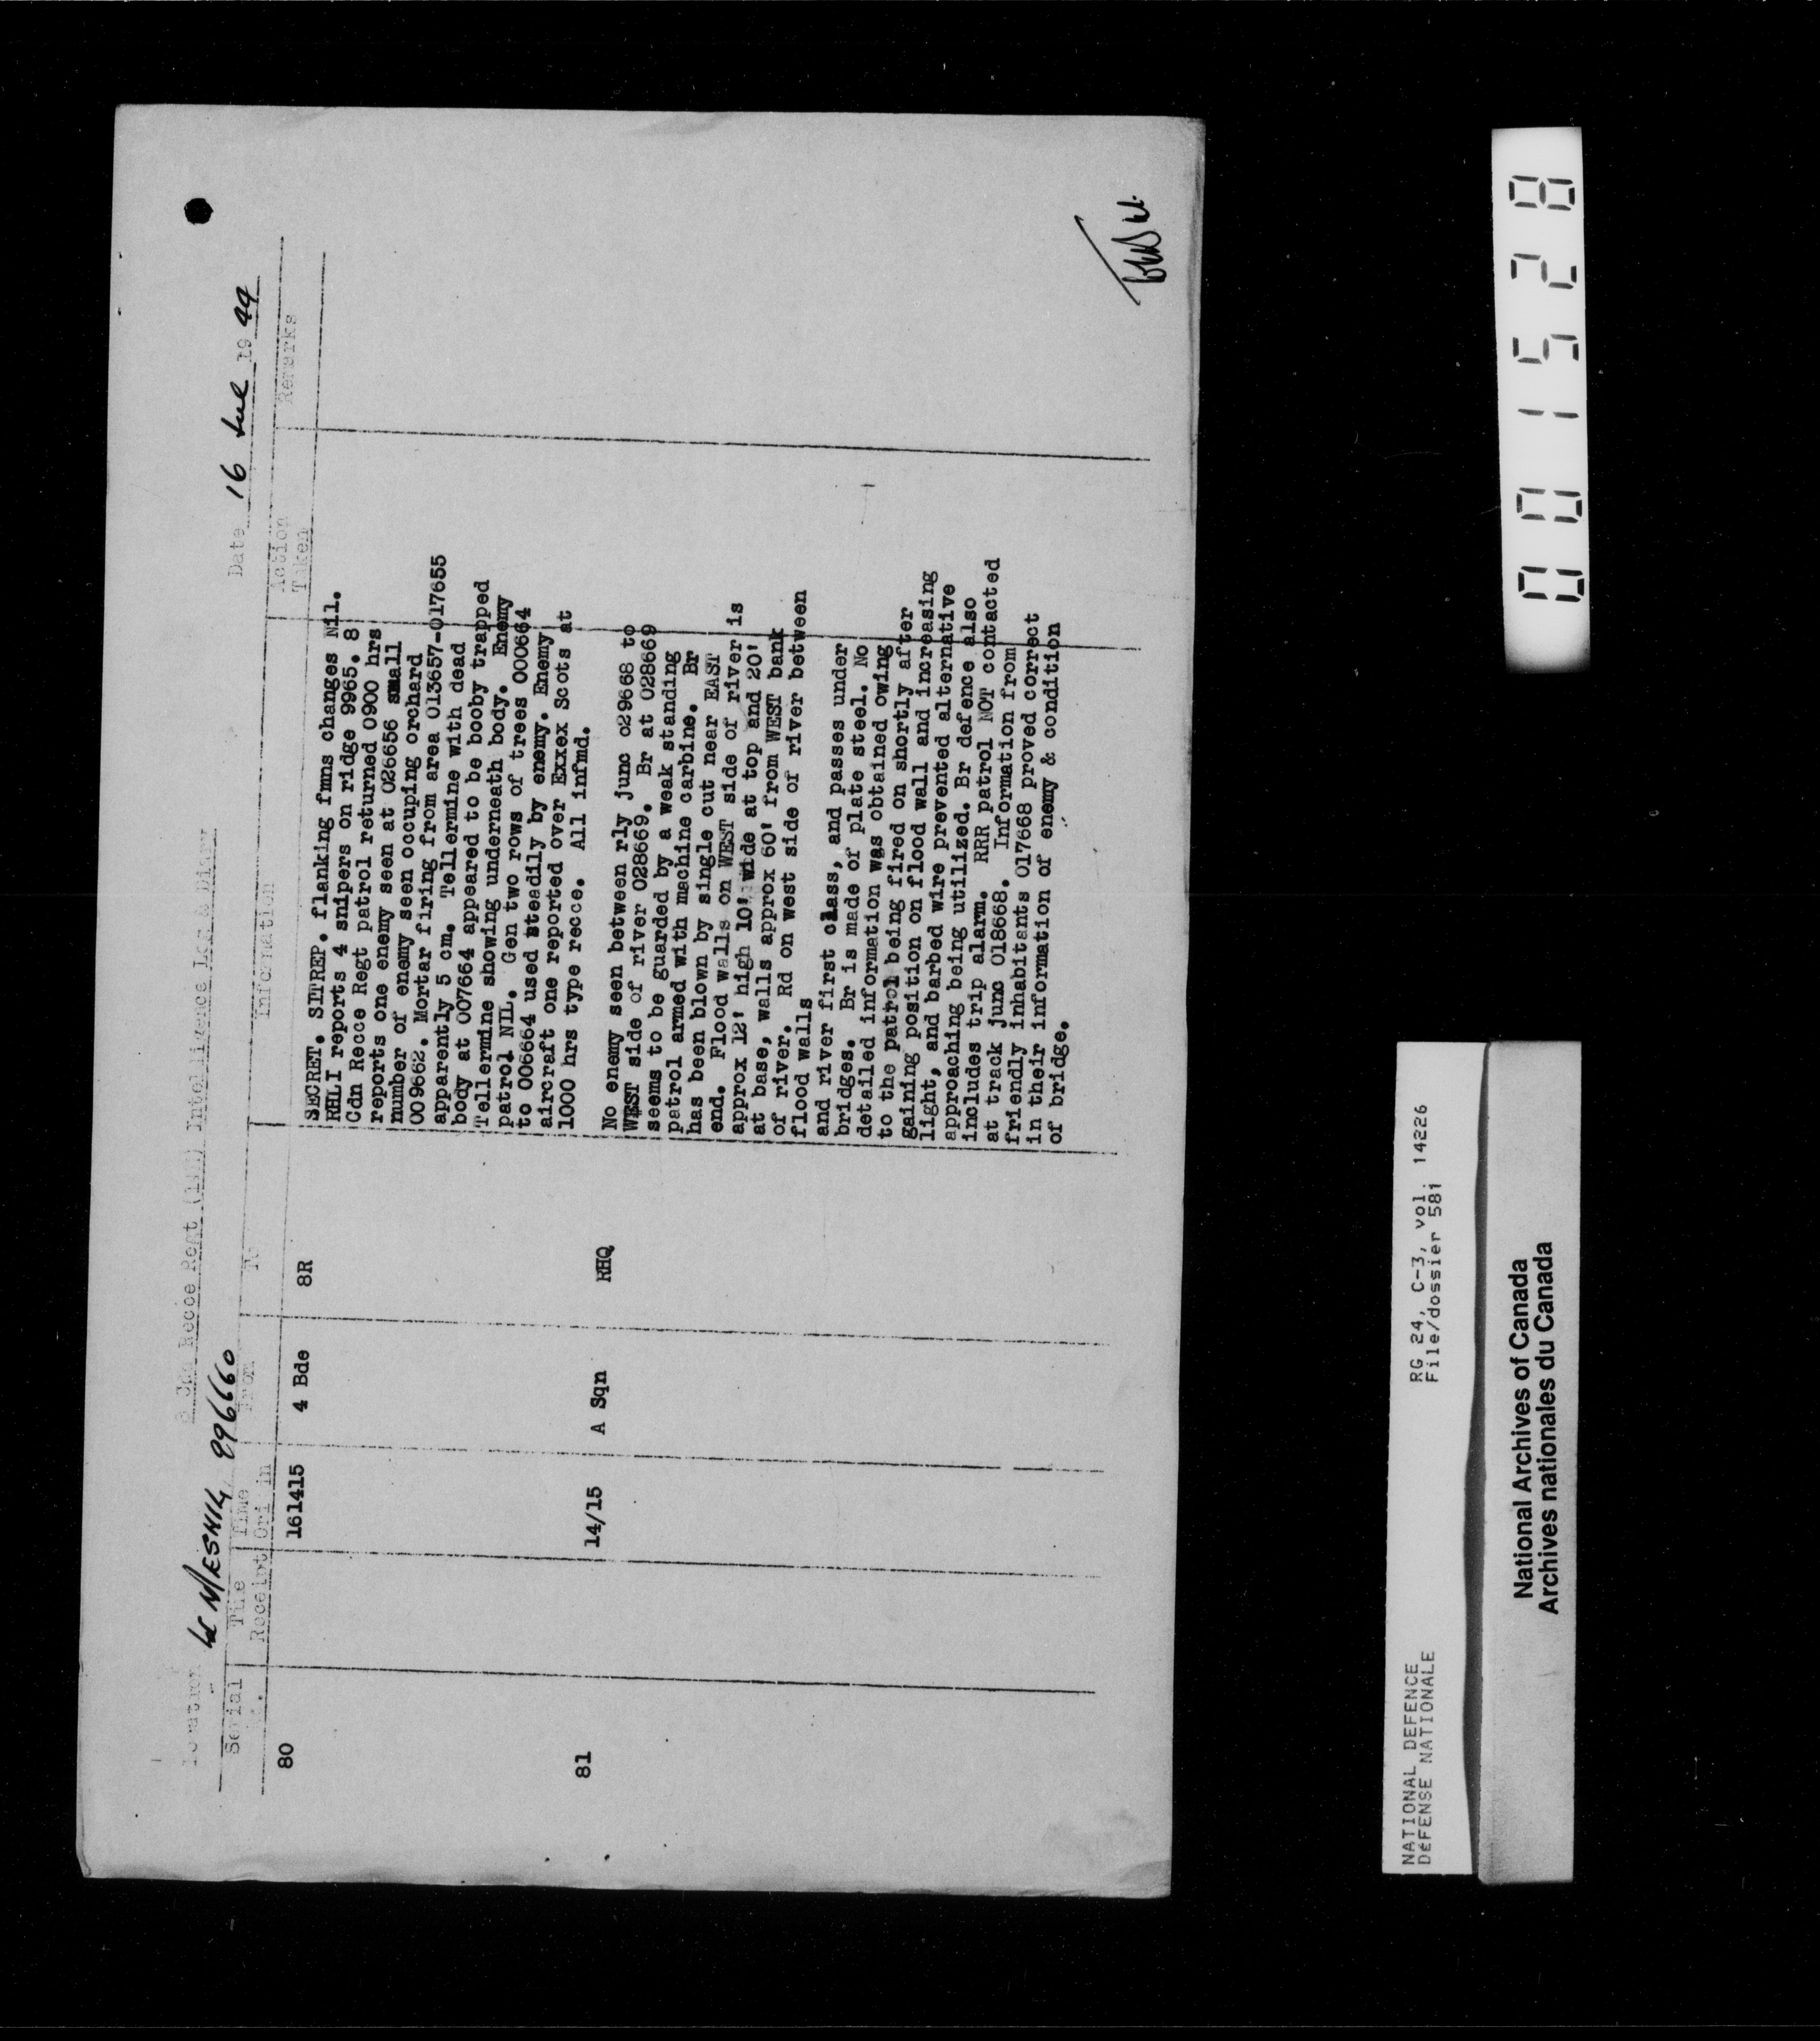 8 Cdn Recce Regt (14H) Intelligence Log & Diary
Location Le MESNIL 996660
Date 16 Jul 19 44
Serial Time Receipt Time Origin From To Information Action Taken Remarks
80 161415 4 Bde 8R
SECRET. SITREP. flanking fmns changes Nil.
RHLI reports 4 snipers on ridge 9965. 8
Cdn Recce Regt patrol returned 0900 hrs
reports one enemy seen at 026656 small
number of enemy seen occuping orchard
009662. Mortar firing from area 013657-017655
apparently 5 cm. Tellermine with dead
body at 007664 appeared to be booby trapped
Tellermine showing underneath body. Enemy
patrol NIL. Gen two rows of trees 000664
to 006664 used steadily by enemy. Enemy
aircraft one reported over Exxex Scots at
1000 hrs type recce. All infmd.
81 14/15 A Sqn RHQ
No enemy seen between rly junc 029668 to
WEST side of river 028669. Br at 028669
seems to be guarded by a weak standing
patrol armed with machine carbine. Br
has been blown by single cut near EAST
end. Flood walls on WEST side of river is
approx 12' high 10' wide at top and 20'
at base, walls approx 60' from WEST bank
of river. Rd on west side of river between
flood walls
and river first class, and passes under
bridges. Br is made of plate steel. No
detailed information was obtained owing
to the patrol being fired on shortly after
gaining position on flood wall and increasing
light, and barbed wire prevented alternative
approaching being utilized. Br defence also
includes trip alarm. RRR patrol NOT contacted
at track junc 018668. Information from
friendly inhabitants 017668 proved correct
in their information of enemy & condition
of bridge.
001528
NATIONAL DEFENCE RG 24, C-3, vol. 14226
DéFENSE NATIONALE File/dossier 581
National Archives of Canada
Archives nationales du Canada